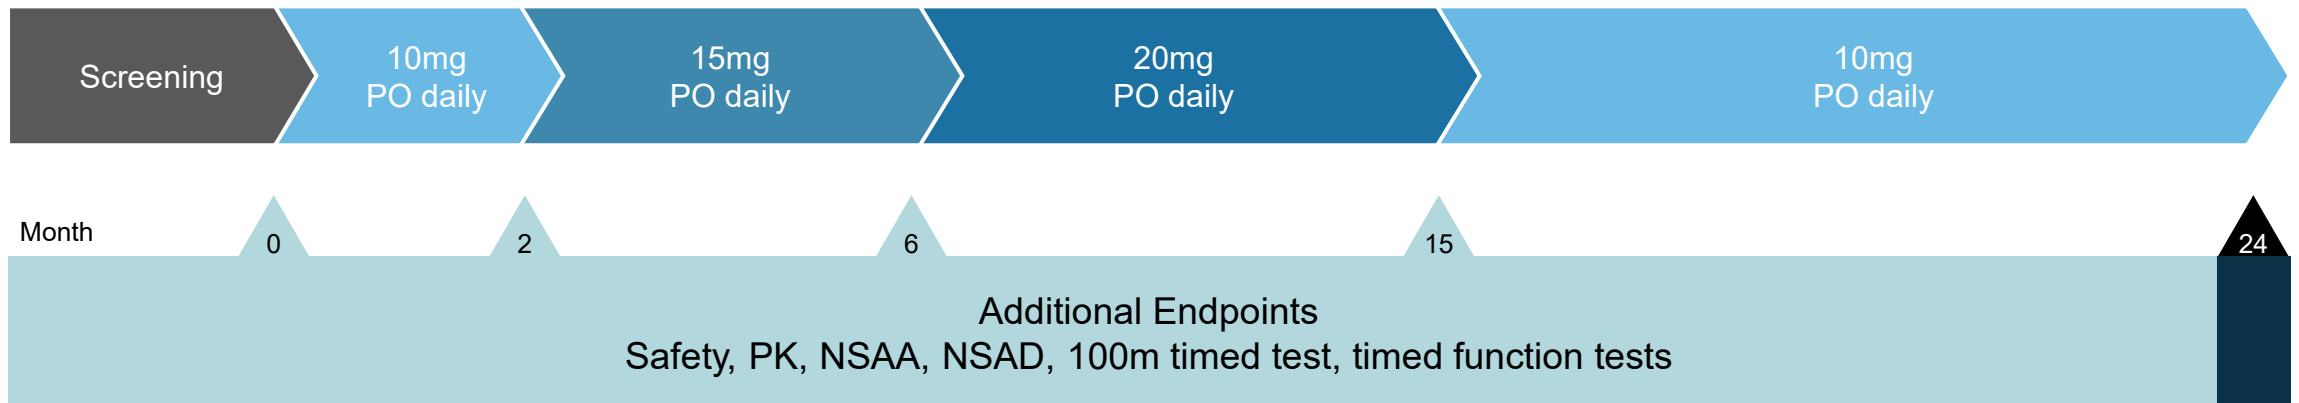 Screening
10mg
PO daily
15mg
PO daily
20mg
PO daily
10mg
PO daily
Month
0
2
6
15
24
Additional Endpoints
Safety, PK, NSAA, NSAD, 100m timed test, timed function tests